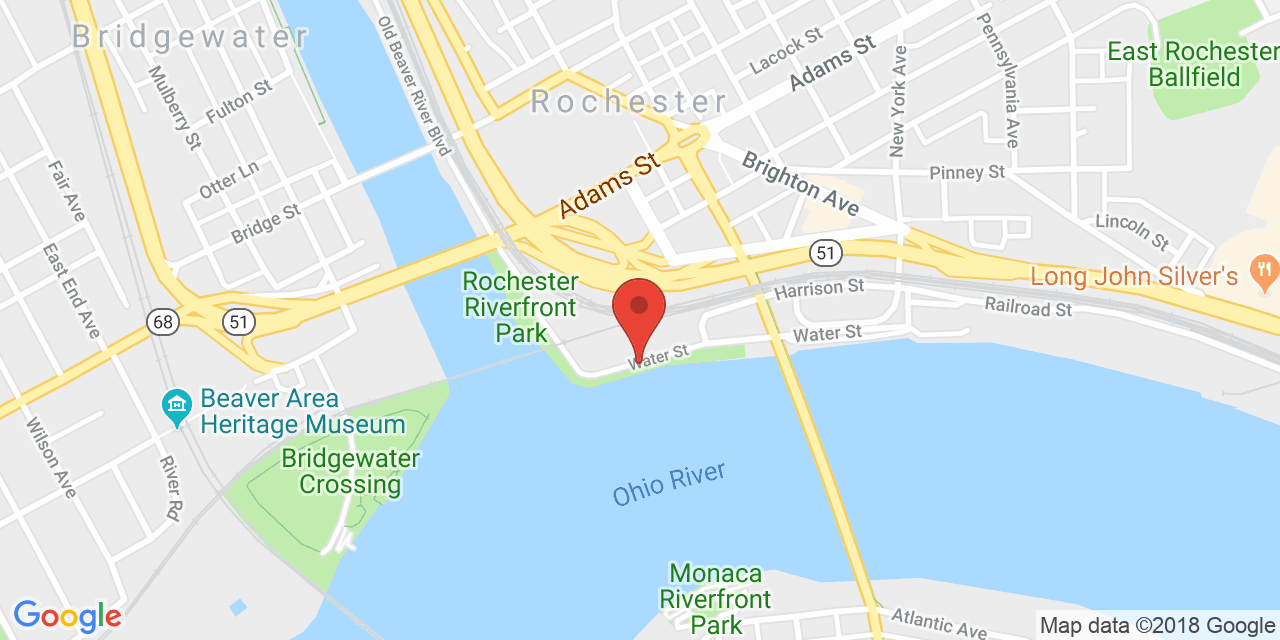 Bridgewater
Old Beaver River Blvd
Lacock St
Adams St
Pennsylvania Ave
East Rochester
Ballfield
Mulberry St
Fulton St
Rochester
New York Ave
Fair Ave
Otter Ln
Bridge St
Adams St
Brighton Ave
Pinney St
Lincoln St
East End Ave
51
Long John Silver's
Rochester
Riverfront
Park
Harrison St
Railroad St
68
51
Water St
Water St
Beaver Area
Heritage Museum
Wilson Ave
River Rd
Bridgewater
Crossing
Ohio River
Monaca
Riverfront
Park
Atlantic Ave
Google
Map data ©2018 Google